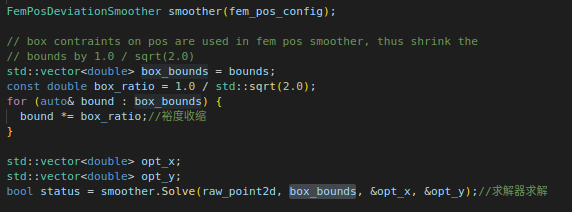 FemPosDeviationSmoother smoother(fem_pos_config);
// box contraints on pos are used in fem pos smoother, thus shrink the
// bounds by 1.0 / sqrt(2.0)
std::vector<double> box_bounds = bounds;
const double box_ratio = 1.0 / std::sqrt(2.0);
for (auto& bound : box_bounds) {
  bound *= box_ratio;//裕度收缩
}
std::vector<double> opt_x;
std::vector<double> opt_y;
bool status = smoother.Solve(raw_point2d, box_bounds, &opt_x, &opt_y);//求解器求解